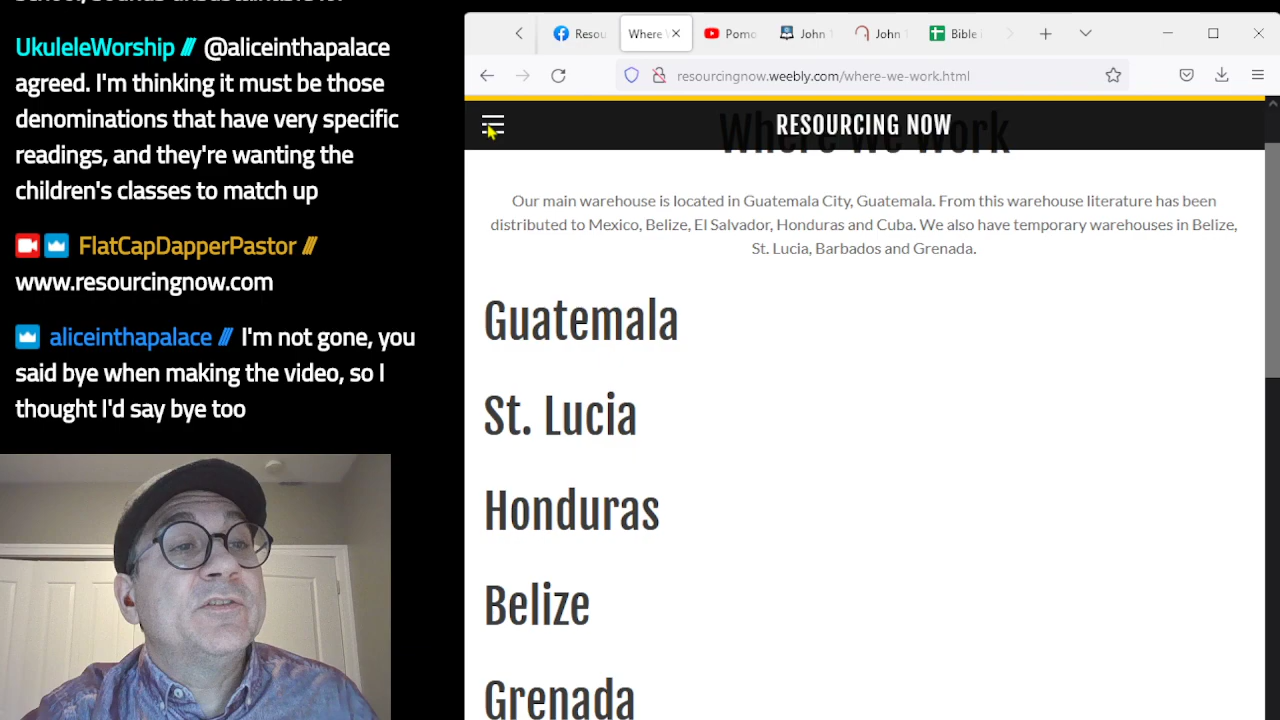 UkuleleWorship /// @aliceinthapalace
agreed. I'm thinking it must be those
denominations that have very specific
readings, and they're wanting the
children's classes to match up
FlatCapDapperPastor ///
www.resourcingnow.com
aliceinthapalace /// I'm not gone, you
said bye when making the video, so I
thought I'd say bye too
Resou
Where
Pomo
John
John
Bible
resourcingnow.weebly.com/where-we-work.html
RESOURCING NOW
Where We Work
Our main warehouse is located in Guatemala City, Guatemala. From this warehouse literature has been
distributed to Mexico, Belize, El Salvador, Honduras and Cuba. We also have temporary warehouses in Belize,
St. Lucia, Barbados and Grenada.
Guatemala
St. Lucia
Honduras
Belize
Grenada